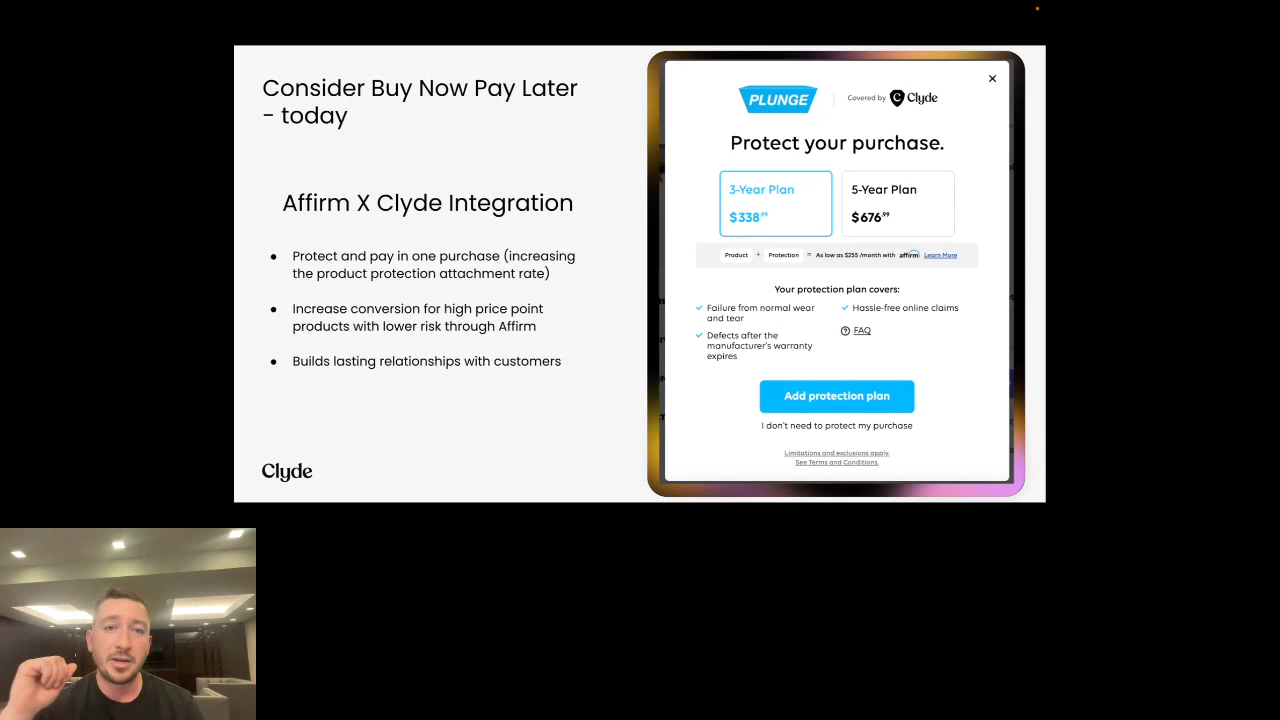 Consider Buy Now Pay Later
- today
Affirm X Clyde Integration
● Protect and pay in one purchase (increasing
the product protection attachment rate)
● Increase conversion for high price point
products with lower risk through Affirm
● Builds lasting relationships with customers
Clyde
×
PLUNGE
Covered by C Clyde
Protect your purchase.
3-Year Plan
$338.99
5-Year Plan
$676.99
Product + Protection = As low as $255 /month with affirm Learn More
Your protection plan covers:
✓ Failure from normal wear
and tear
✓ Defects after the
manufacturer's warranty
expires
✓ Hassle-free online claims
? FAQ
Add protection plan
I don't need to protect my purchase
Limitations and exclusions apply.
See Terms and Conditions.